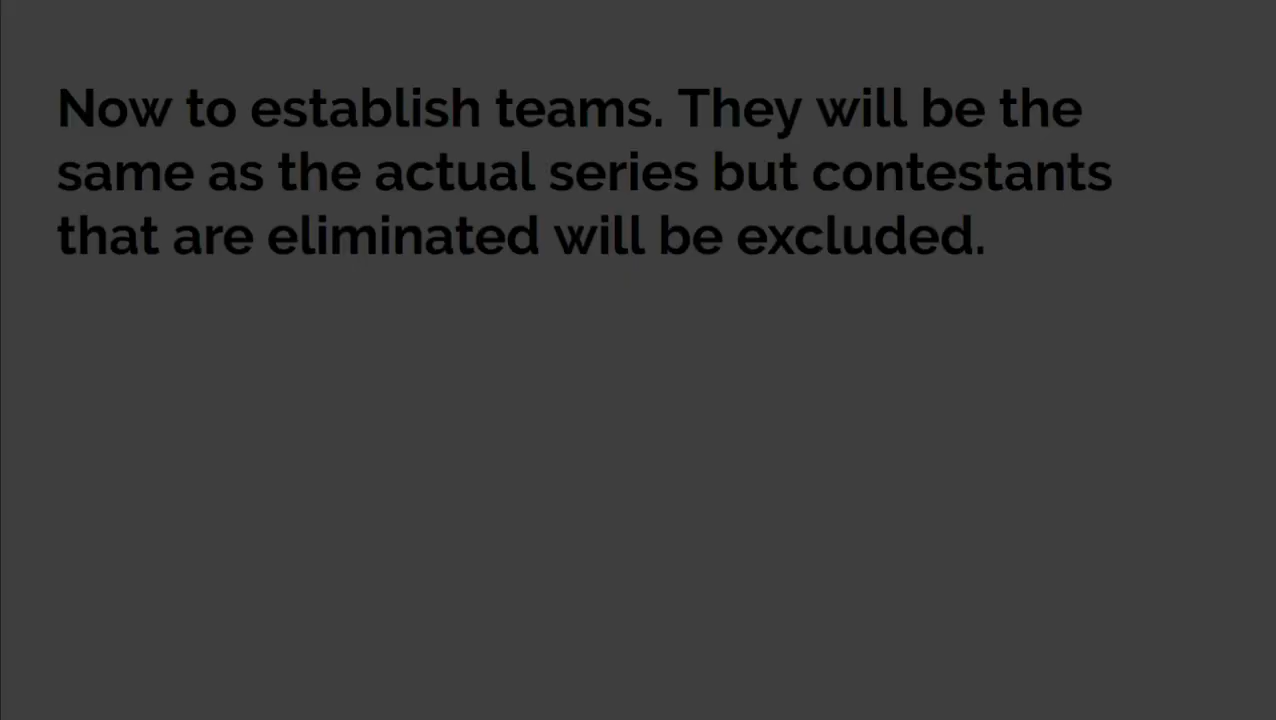 Now to establish teams. They will be the
same as the actual series but contestants
that are eliminated will be excluded.